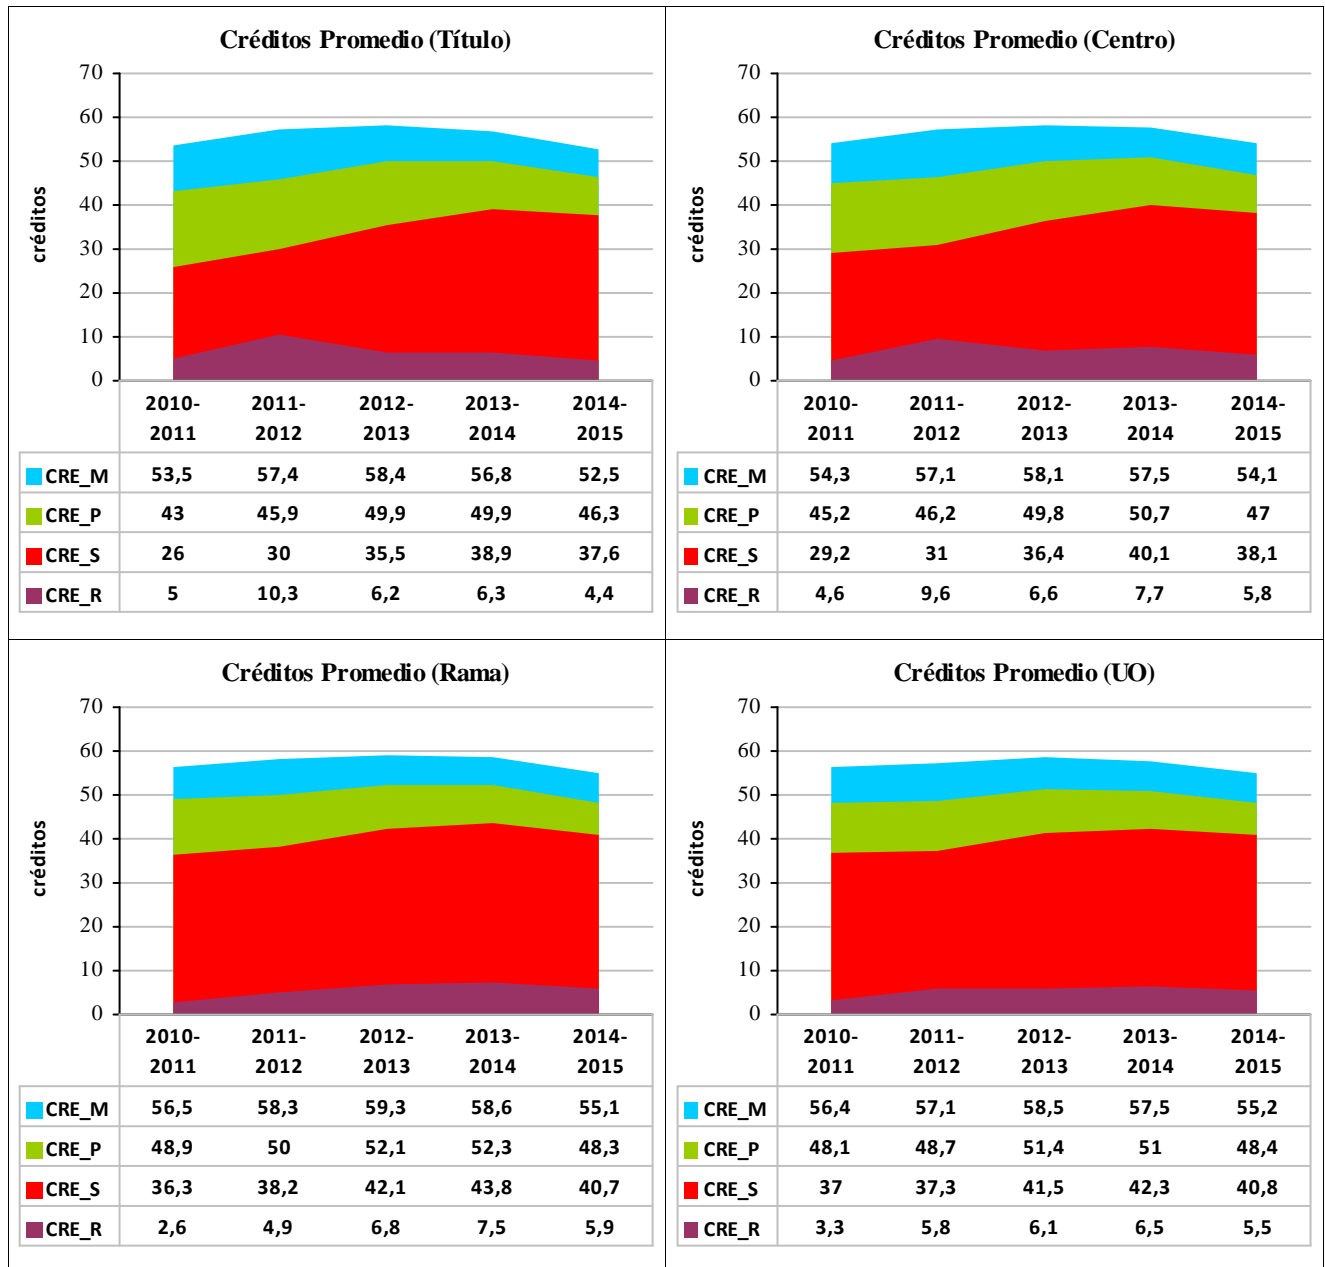 Créditos Promedio (Título)
70
60
50
40
30
20
10
0
créditos
2010-2011 2011-2012 2012-2013 2013-2014 2014-2015
CRE_M 53,5 57,4 58,4 56,8 52,5
CRE_P 43 45,9 49,9 49,9 46,3
CRE_S 26 30 35,5 38,9 37,6
CRE_R 5 10,3 6,2 6,3 4,4
Créditos Promedio (Centro)
70
60
50
40
30
20
10
0
créditos
2010-2011 2011-2012 2012-2013 2013-2014 2014-2015
CRE_M 54,3 57,1 58,1 57,5 54,1
CRE_P 45,2 46,2 49,8 50,7 47
CRE_S 29,2 31 36,4 40,1 38,1
CRE_R 4,6 9,6 6,6 7,7 5,8
Créditos Promedio (Rama)
70
60
50
40
30
20
10
0
créditos
2010-2011 2011-2012 2012-2013 2013-2014 2014-2015
CRE_M 56,5 58,3 59,3 58,6 55,1
CRE_P 48,9 50 52,1 52,3 48,3
CRE_S 36,3 38,2 42,1 43,8 40,7
CRE_R 2,6 4,9 6,8 7,5 5,9
Créditos Promedio (UO)
70
60
50
40
30
20
10
0
créditos
2010-2011 2011-2012 2012-2013 2013-2014 2014-2015
CRE_M 56,4 57,1 58,5 57,5 55,2
CRE_P 48,1 48,7 51,4 51 48,4
CRE_S 37 37,3 41,5 42,3 40,8
CRE_R 3,3 5,8 6,1 6,5 5,5